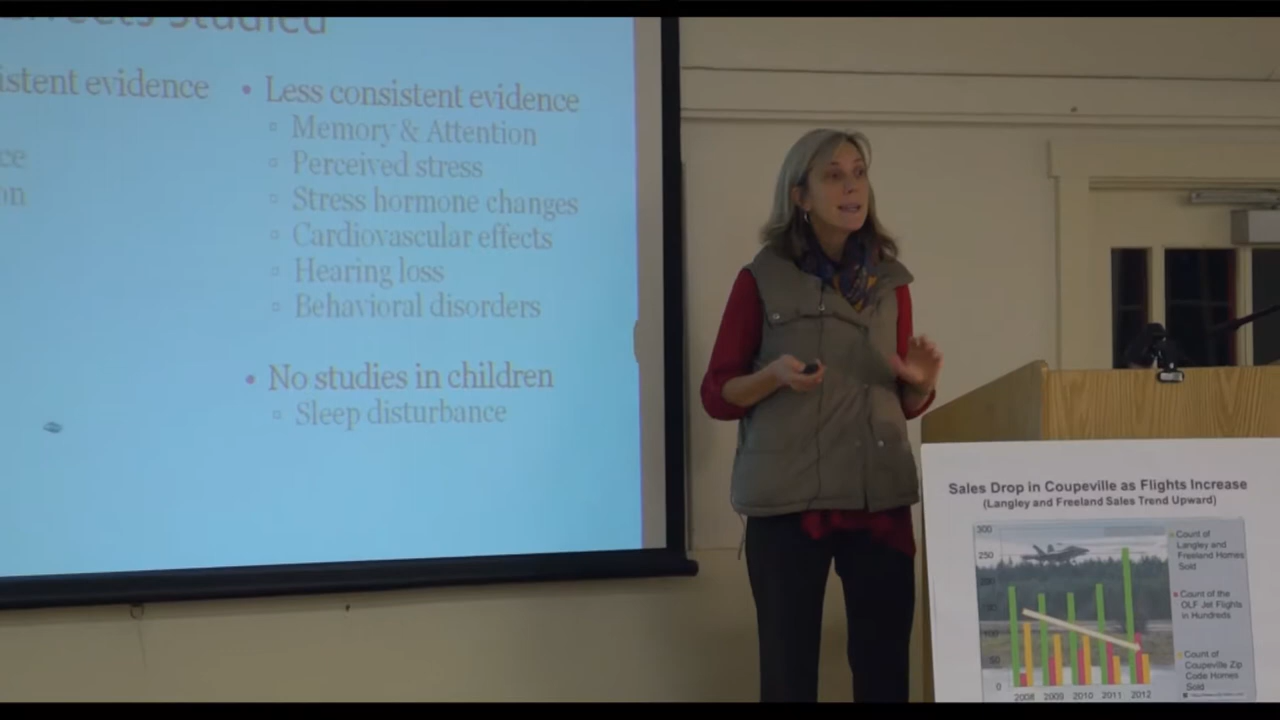 Studied
istent evidence
ce
on
• Less consistent evidence
▫ Memory & Attention
▫ Perceived stress
▫ Stress hormone changes
▫ Cardiovascular effects
▫ Hearing loss
▫ Behavioral disorders
• No studies in children
▫ Sleep disturbance
Sales Drop in Coupeville as Flights Increase
(Langley and Freeland Sales Trend Upward)
300
250
100
50
0
2008 2009 2010 2011 2012
Count of
Langley and
Freeland Homes
Sold
Count of the
OLF Jet Flights
in Hundreds
Count of
Coupeville Zip
Code Homes
Sold